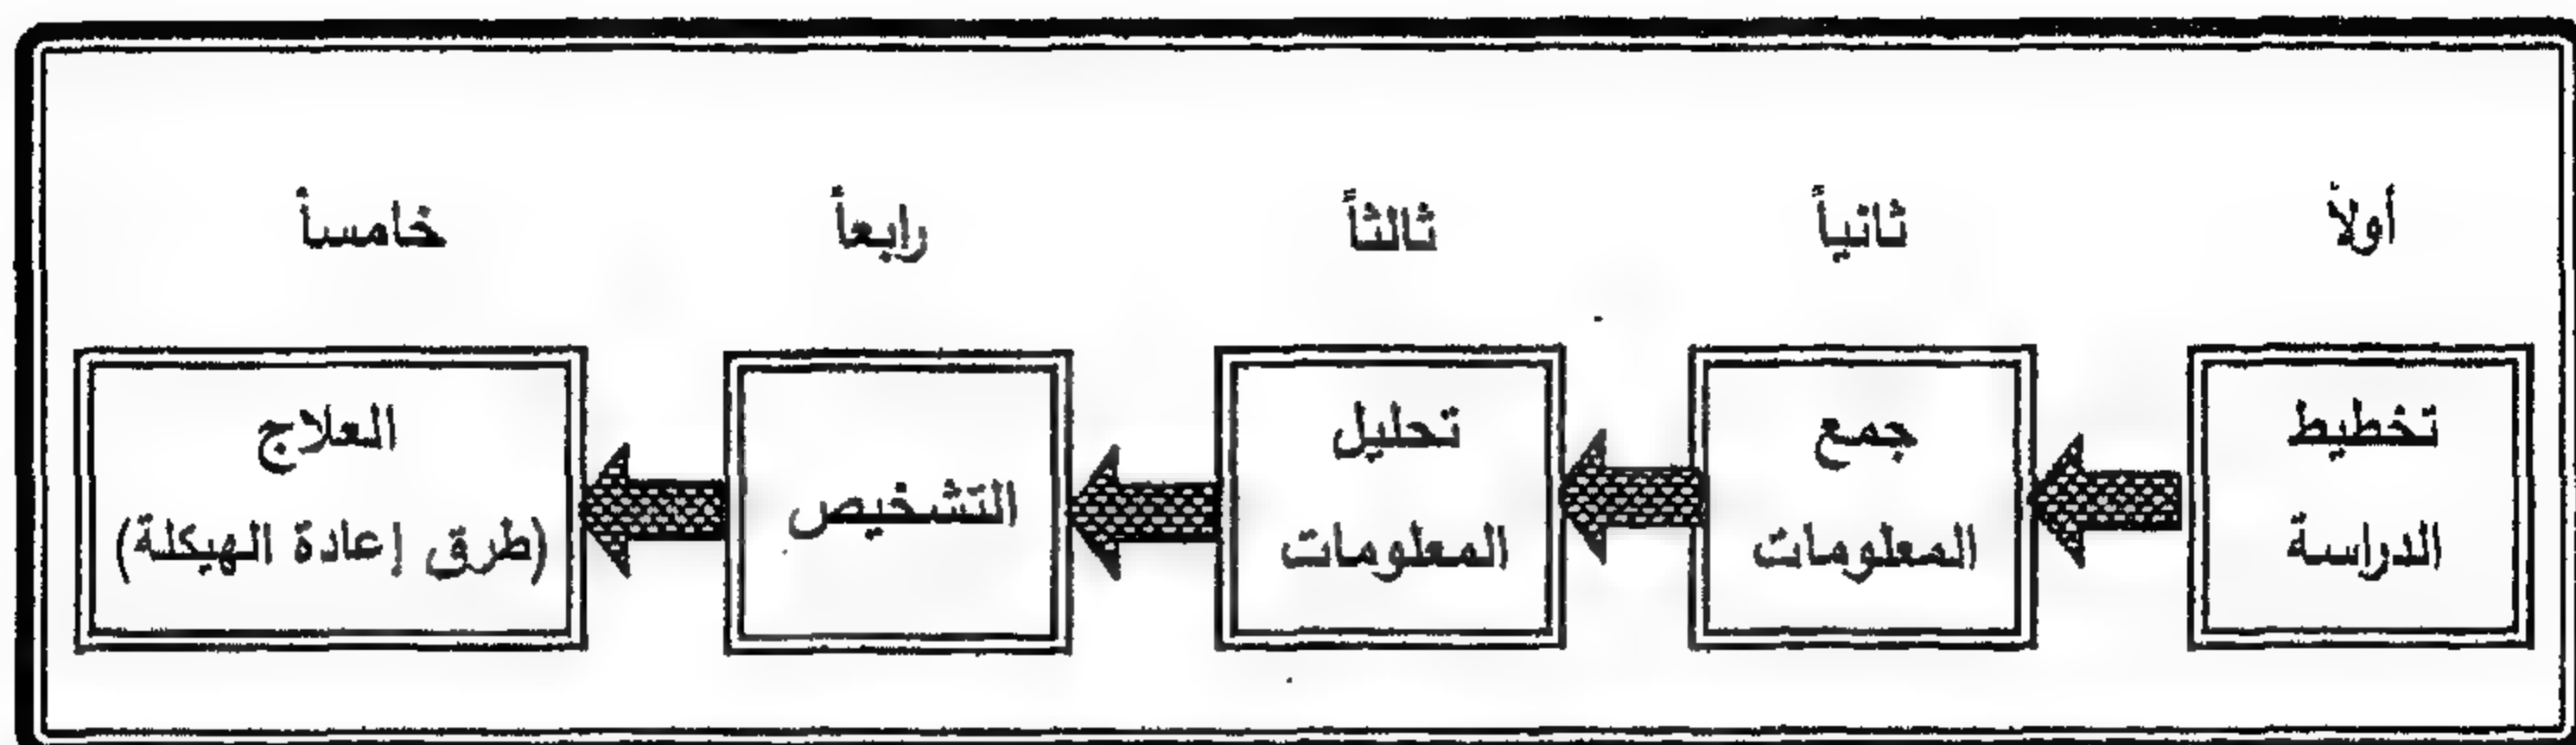 أولاً
ثانياً
ثالثاً
رابعاً
خامساً
تخطيط
الدراسة
جمع
المعلومات
تحليل
المعلومات
التشخيص
العلاج
(طرق إعادة الهيكلة)